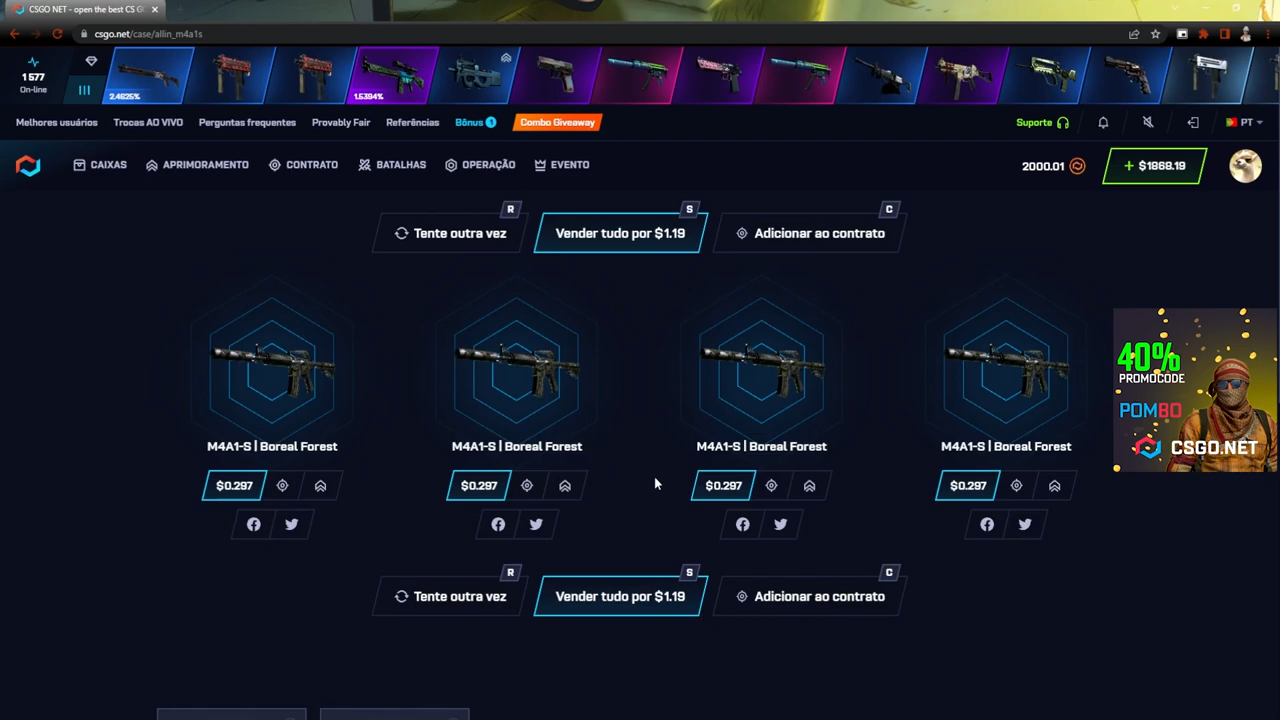 CSGO NET - open the best CS G
csgo.net/case/allin_m4a1s
1 577
On-line
2.4625%
1.5394%
Melhores usuários
Trocas AO VIVO
Perguntas frequentes
Provably Fair
Referências
Bônus 1
Combo Giveaway
Suporte
PT
CAIXAS
APRIMORAMENTO
CONTRATO
BATALHAS
OPERAÇÃO
EVENTO
2000.01
+ $1868.19
R
S
C
Tente outra vez
Vender tudo por $1.19
Adicionar ao contrato
M4A1-S | Boreal Forest
M4A1-S | Boreal Forest
M4A1-S | Boreal Forest
M4A1-S | Boreal Forest
$0.297
$0.297
$0.297
$0.297
40%
PROMOCODE
POMBO
CSGO.NET
R
S
C
Tente outra vez
Vender tudo por $1.19
Adicionar ao contrato